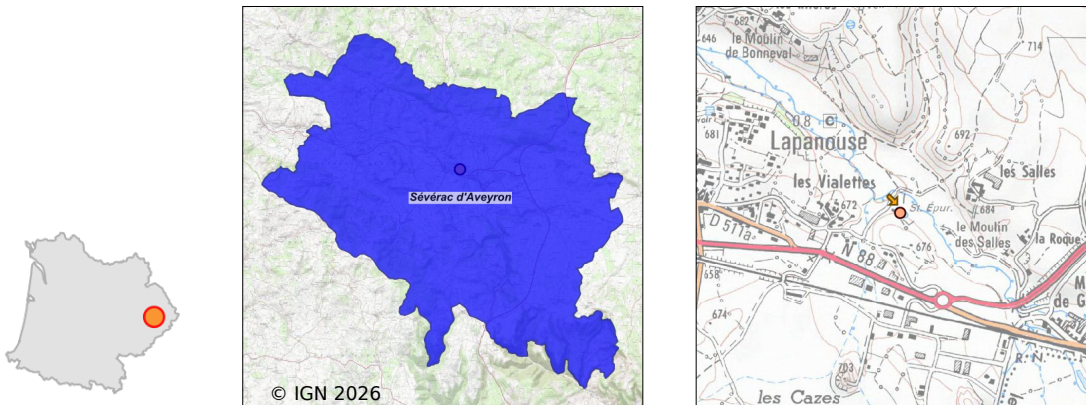 Sévérac d'Aveyron
© IGN 2026
682
646
le Moulin
de Bonneval
714
681
0.8
C
Lapanouse
692
les Salles
les Vialettes
672
St. Épur.
684
D 511a
le Moulin
des Salles
676
la Roque
N 88
658
M
de G
674
703
R. N.
les Cazes